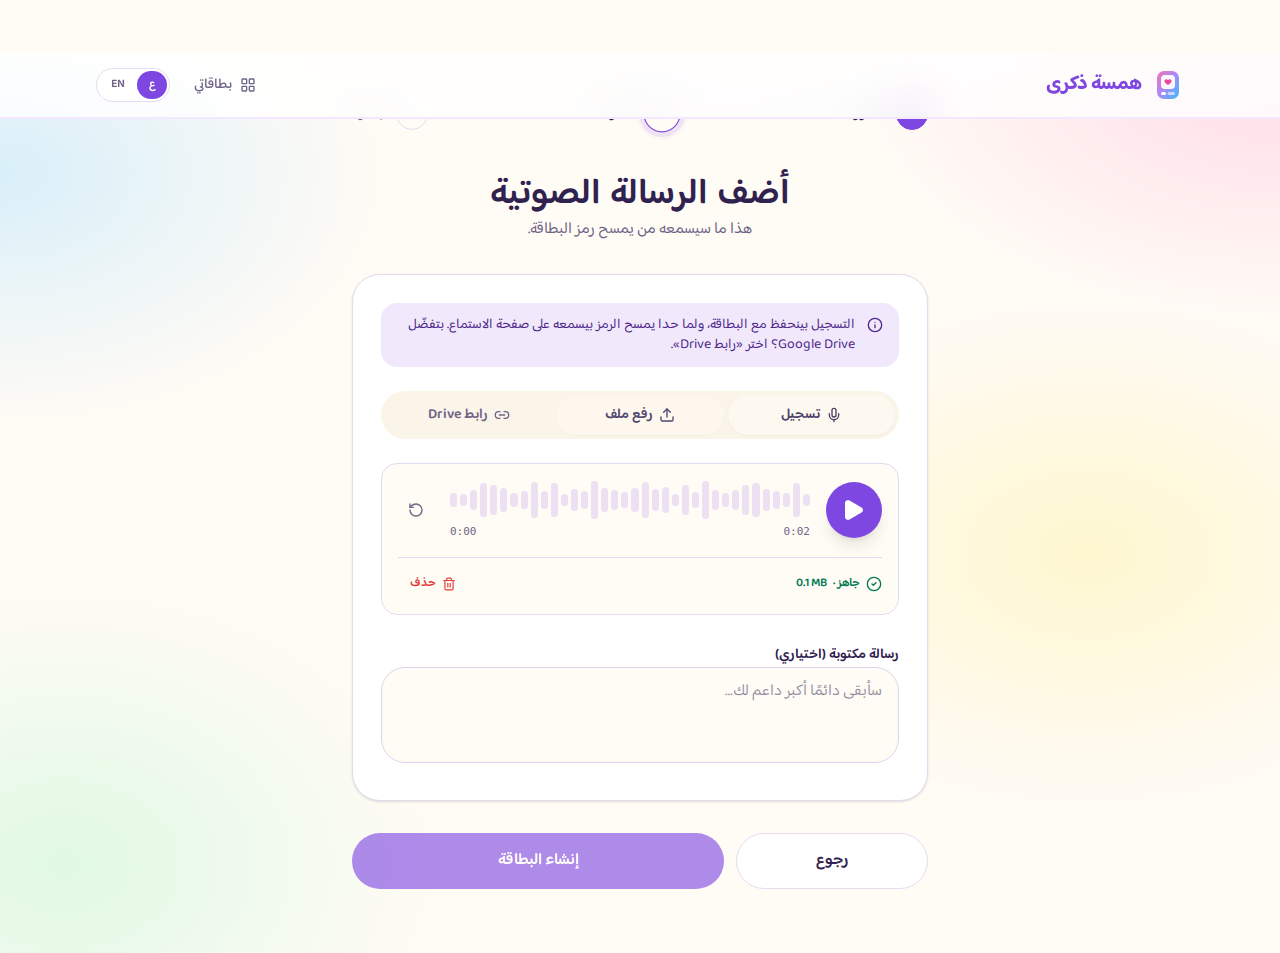 همسة ذكرى
بطاقاتي
ع
EN
أضف الرسالة الصوتية
هذا ما سيسمعه من يمسح رمز البطاقة.
التسجيل بينحفظ مع البطاقة، ولما حدا يمسح الرمز بيسمعه على صفحة الاستماع. بتفضّل
Google Drive؟ اختر «رابط Drive».
تسجيل
رفع ملف
رابط Drive
0:02
0:00
جاهز · 0.1 MB
حذف
رسالة مكتوبة (اختياري)
سأبقى دائمًا أكبر داعم لك...
رجوع
إنشاء البطاقة